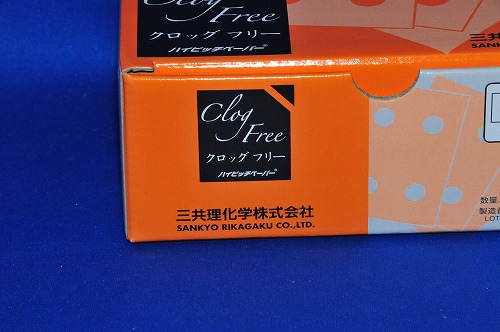 Clog
Free
クロッグ フリー
ハイピッチペーパー®
三共
SANK
Clog
Free
クロッグ フリー
ハイピッチペーパー®
三共理化学株式会社
SANKYO RIKAGAKU CO.,LTD.
数量
製造
LOT